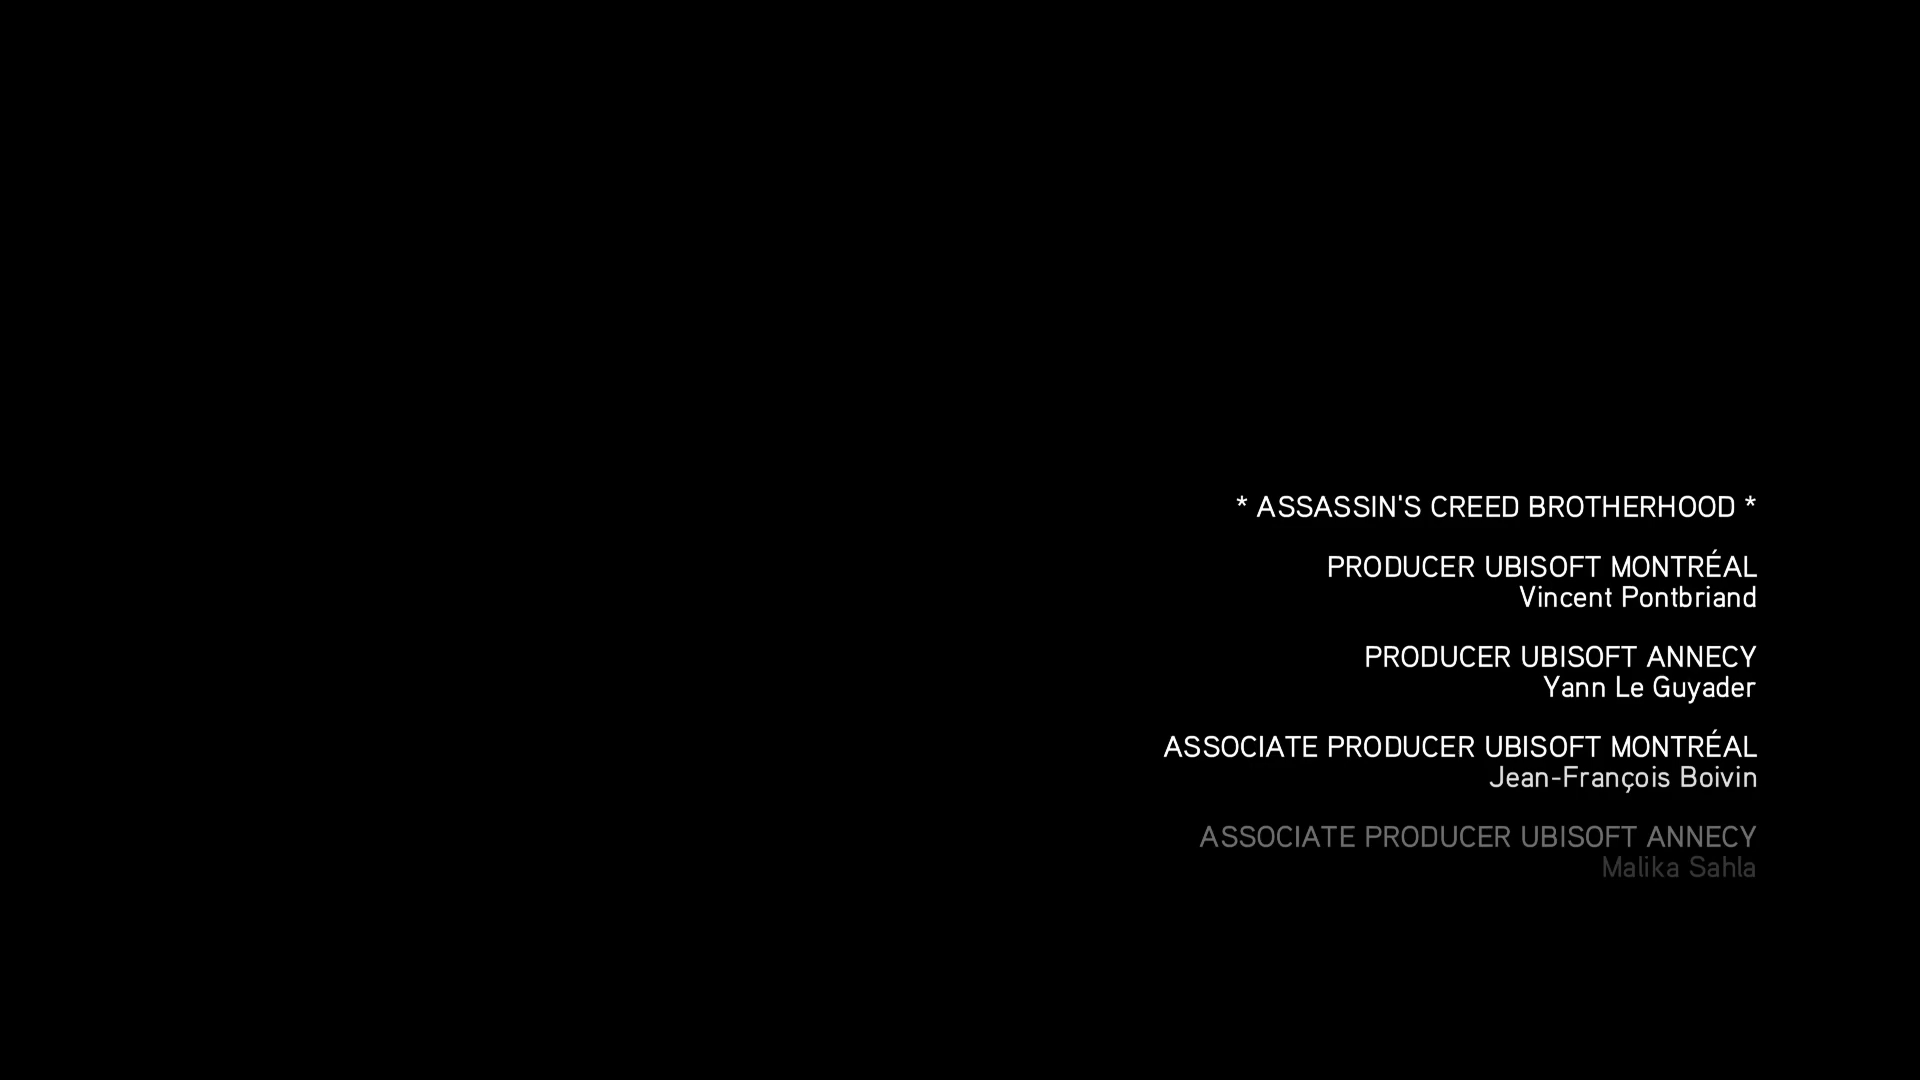 * ASSASSIN'S CREED BROTHERHOOD *
PRODUCER UBISOFT MONTRÉAL
Vincent Pontbriand
PRODUCER UBISOFT ANNECY
Yann Le Guyader
ASSOCIATE PRODUCER UBISOFT MONTRÉAL
Jean-François Boivin
ASSOCIATE PRODUCER UBISOFT ANNECY
Malika Sahla